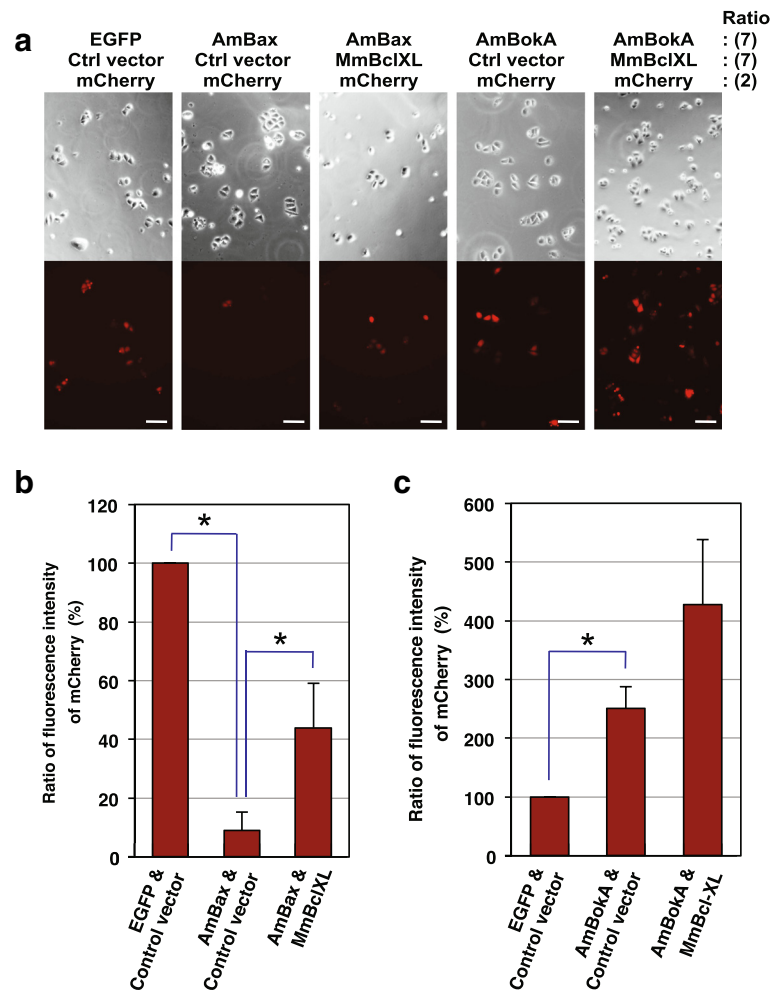 Ratio
a
EGFP AmBax AmBax AmBokA AmBokA : (7)
Ctrl vector Ctrl vector MmBclXL Ctrl vector MmBclXL : (7)
mCherry mCherry mCherry mCherry mCherry : (2)
b
120
100
80
60
40
20
0
Ratio of fluorescence intensity
of mCherry (%)
*
*
EGFP &
Control vector
AmBax &
Control vector
AmBax &
MmBclXL
c
600
500
400
300
200
100
0
Ratio of fluorescence intensity
of mCherry (%)
*
EGFP &
Control vector
AmBokA &
Control vector
AmBokA &
MmBcl-XL